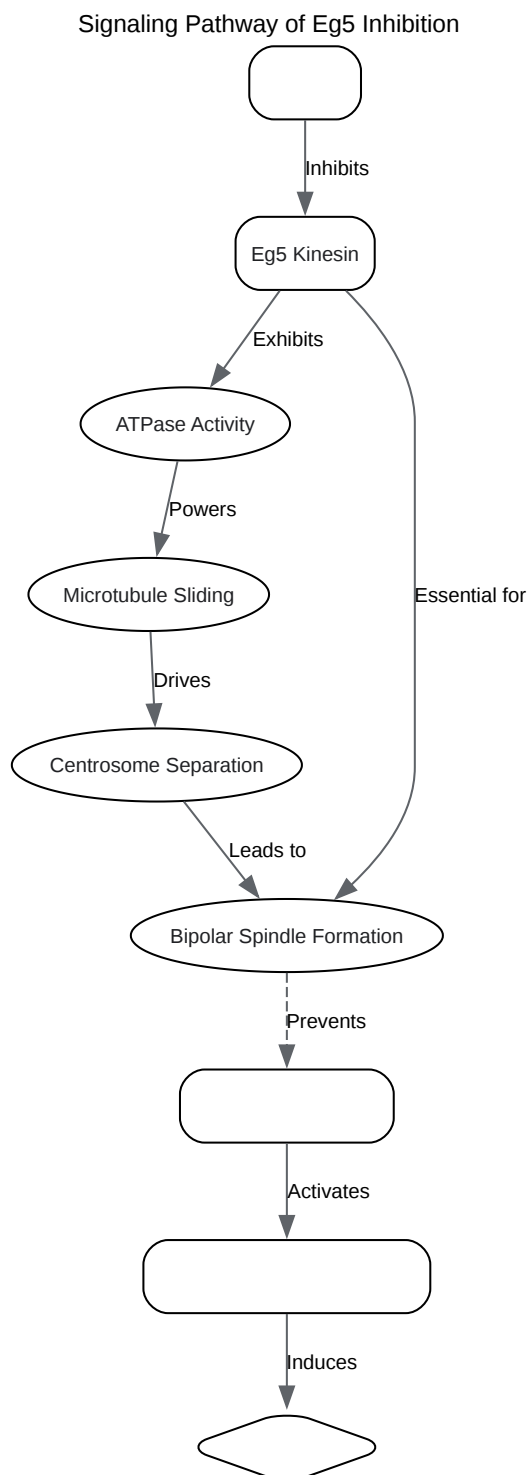 Signaling Pathway of Eg5 Inhibition
Inhibits
Eg5 Kinesin
Exhibits
ATPase Activity
Powers
Microtubule Sliding
Essential for
Drives
Centrosome Separation
Leads to
Bipolar Spindle Formation
Prevents
Activates
Induces